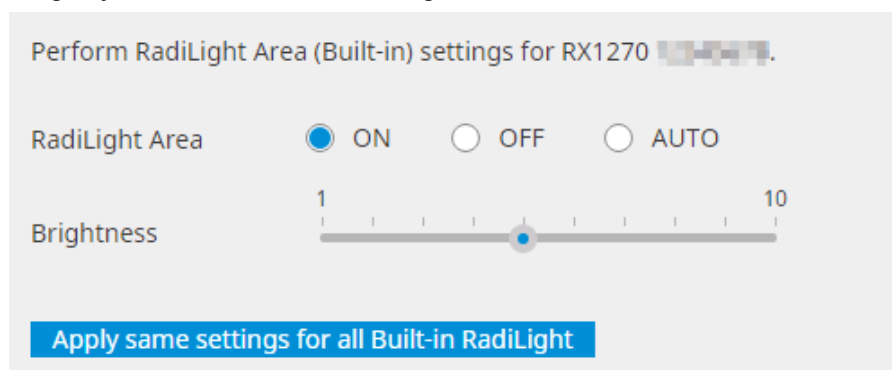 Perform RadiLight Area (Built-in) settings for RX1270 .
RadiLight Area ON OFF AUTO
1 10
Brightness
Apply same settings for all Built-in RadiLight